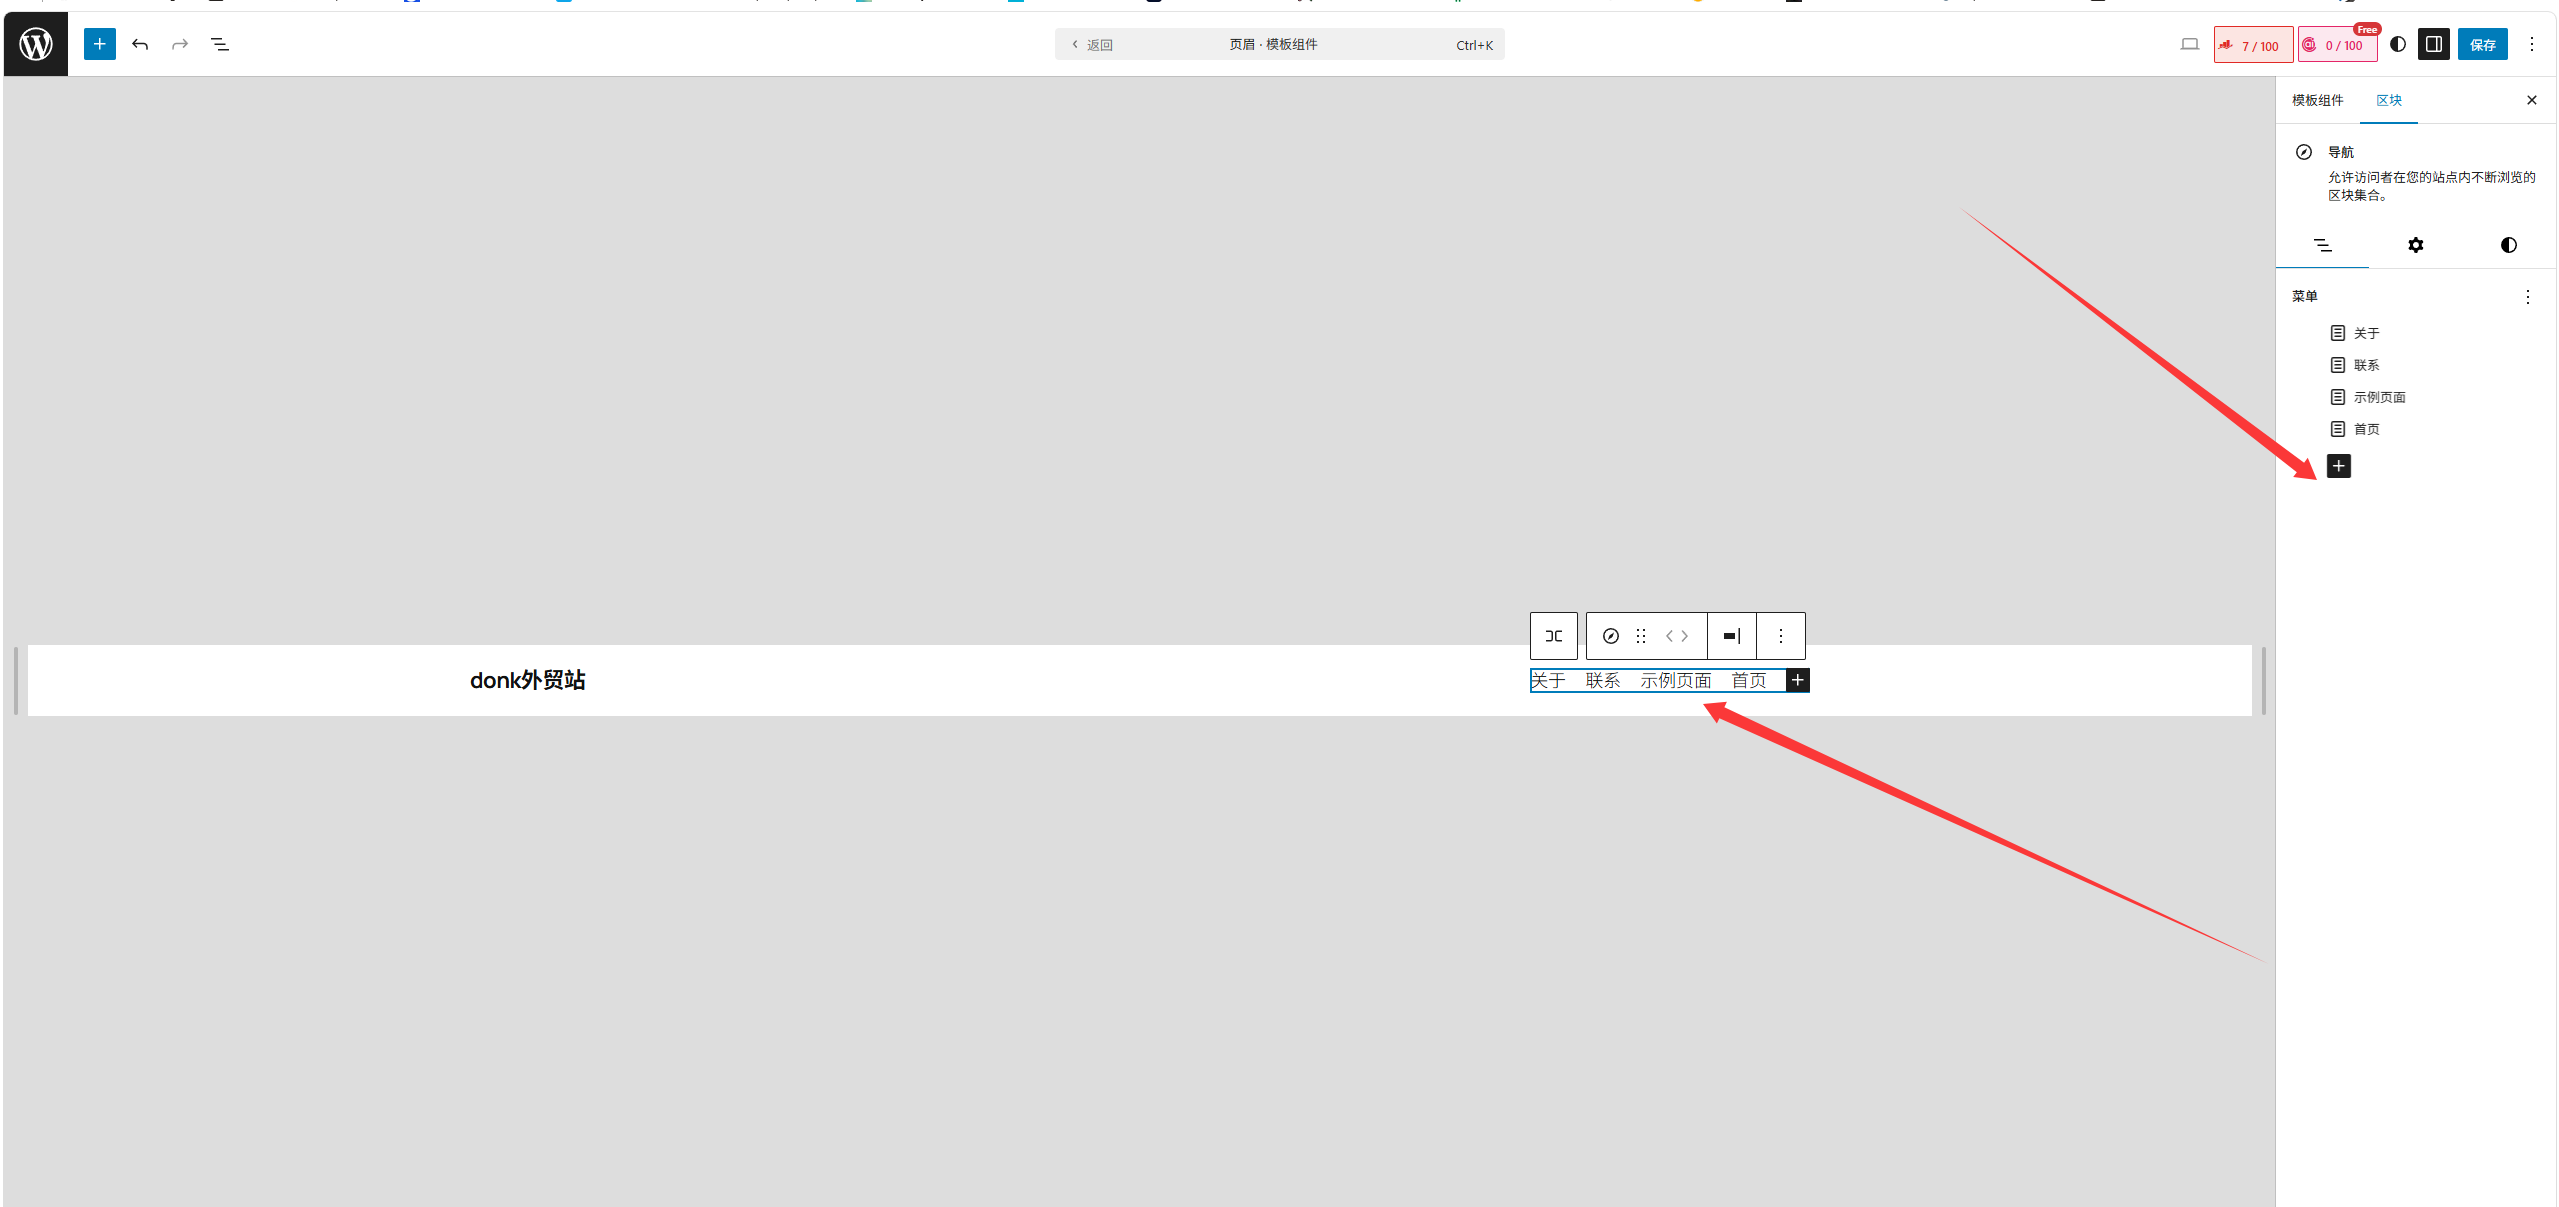 返回
页眉 · 模板组件
Ctrl+K
7 / 100
0 / 100
Free
保存
模板组件
区块
导航
允许访问者在您的站点内不断浏览的
区块集合。
菜单
关于
联系
示例页面
首页
donk外贸站
关于 联系 示例页面 首页